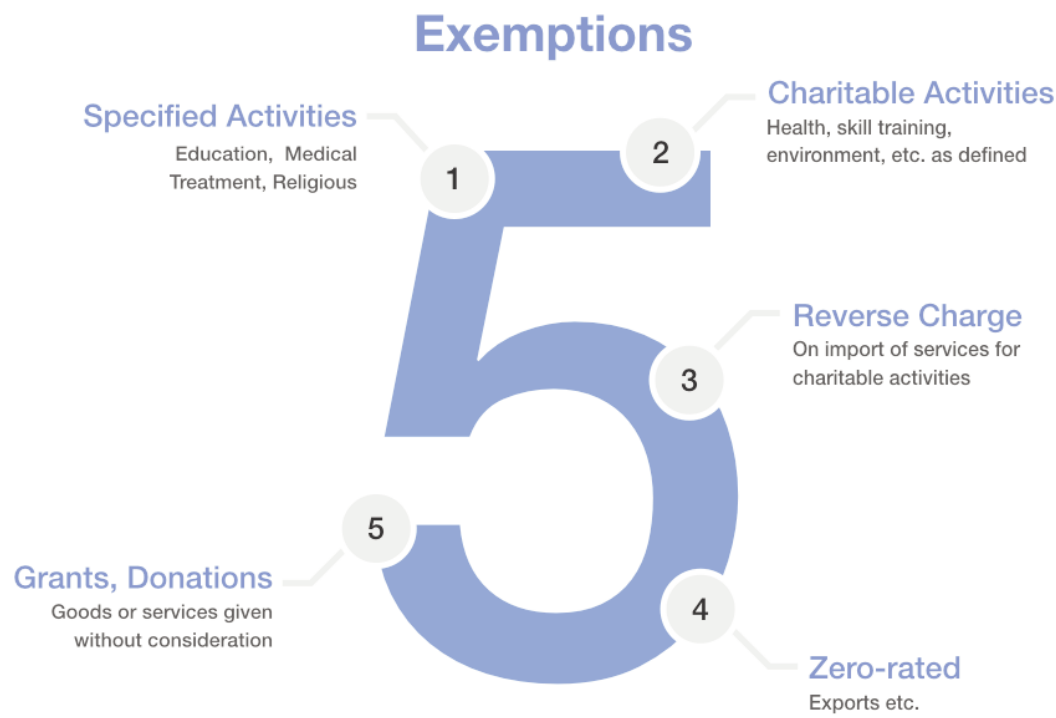 Exemptions
Specified Activities
Education, Medical
Treatment, Religious
1
2
Charitable Activities
Health, skill training,
environment, etc. as defined
3
Reverse Charge
On import of services for
charitable activities
4
Zero-rated
Exports etc.
5
Grants, Donations
Goods or services given
without consideration